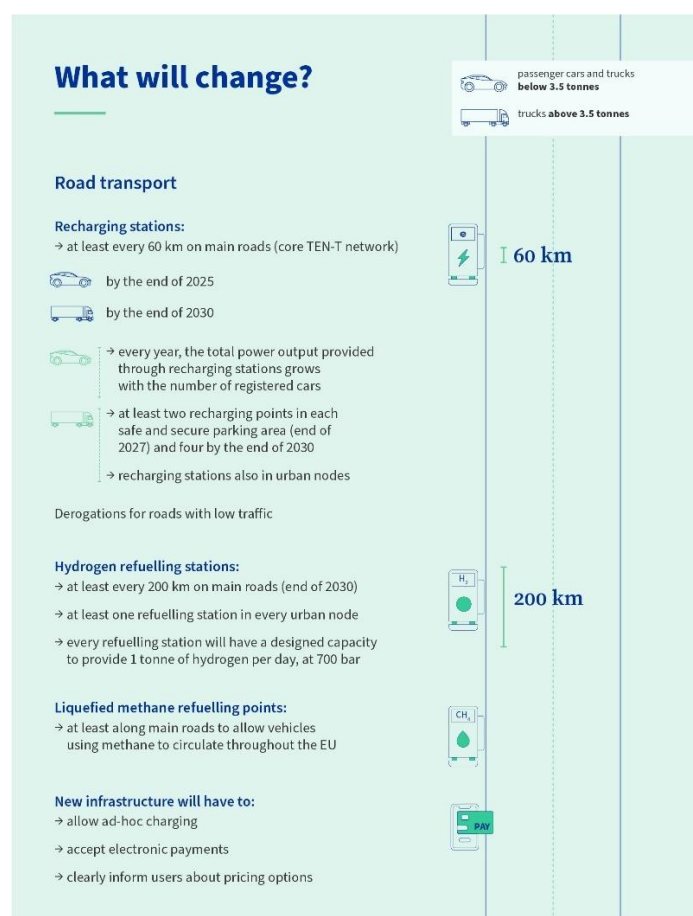 What will change?
passenger cars and trucks
below 3.5 tonnes
trucks above 3.5 tonnes
Road transport
Recharging stations:
→ at least every 60 km on main roads (core TEN-T network)
60 km
by the end of 2025
by the end of 2030
→ every year, the total power output provided
through recharging stations grows
with the number of registered cars
→ at least two recharging points in each
safe and secure parking area (end of
2027) and four by the end of 2030
→ recharging stations also in urban nodes
Derogations for roads with low traffic
Hydrogen refuelling stations:
→ at least every 200 km on main roads (end of 2030)
H₂
200 km
→ at least one refuelling station in every urban node
→ every refuelling station will have a designed capacity
to provide 1 tonne of hydrogen per day, at 700 bar
Liquefied methane refuelling points:
CH₄
→ at least along main roads to allow vehicles
using methane to circulate throughout the EU
New infrastructure will have to:
→ allow ad-hoc charging
PAY
→ accept electronic payments
→ clearly inform users about pricing options